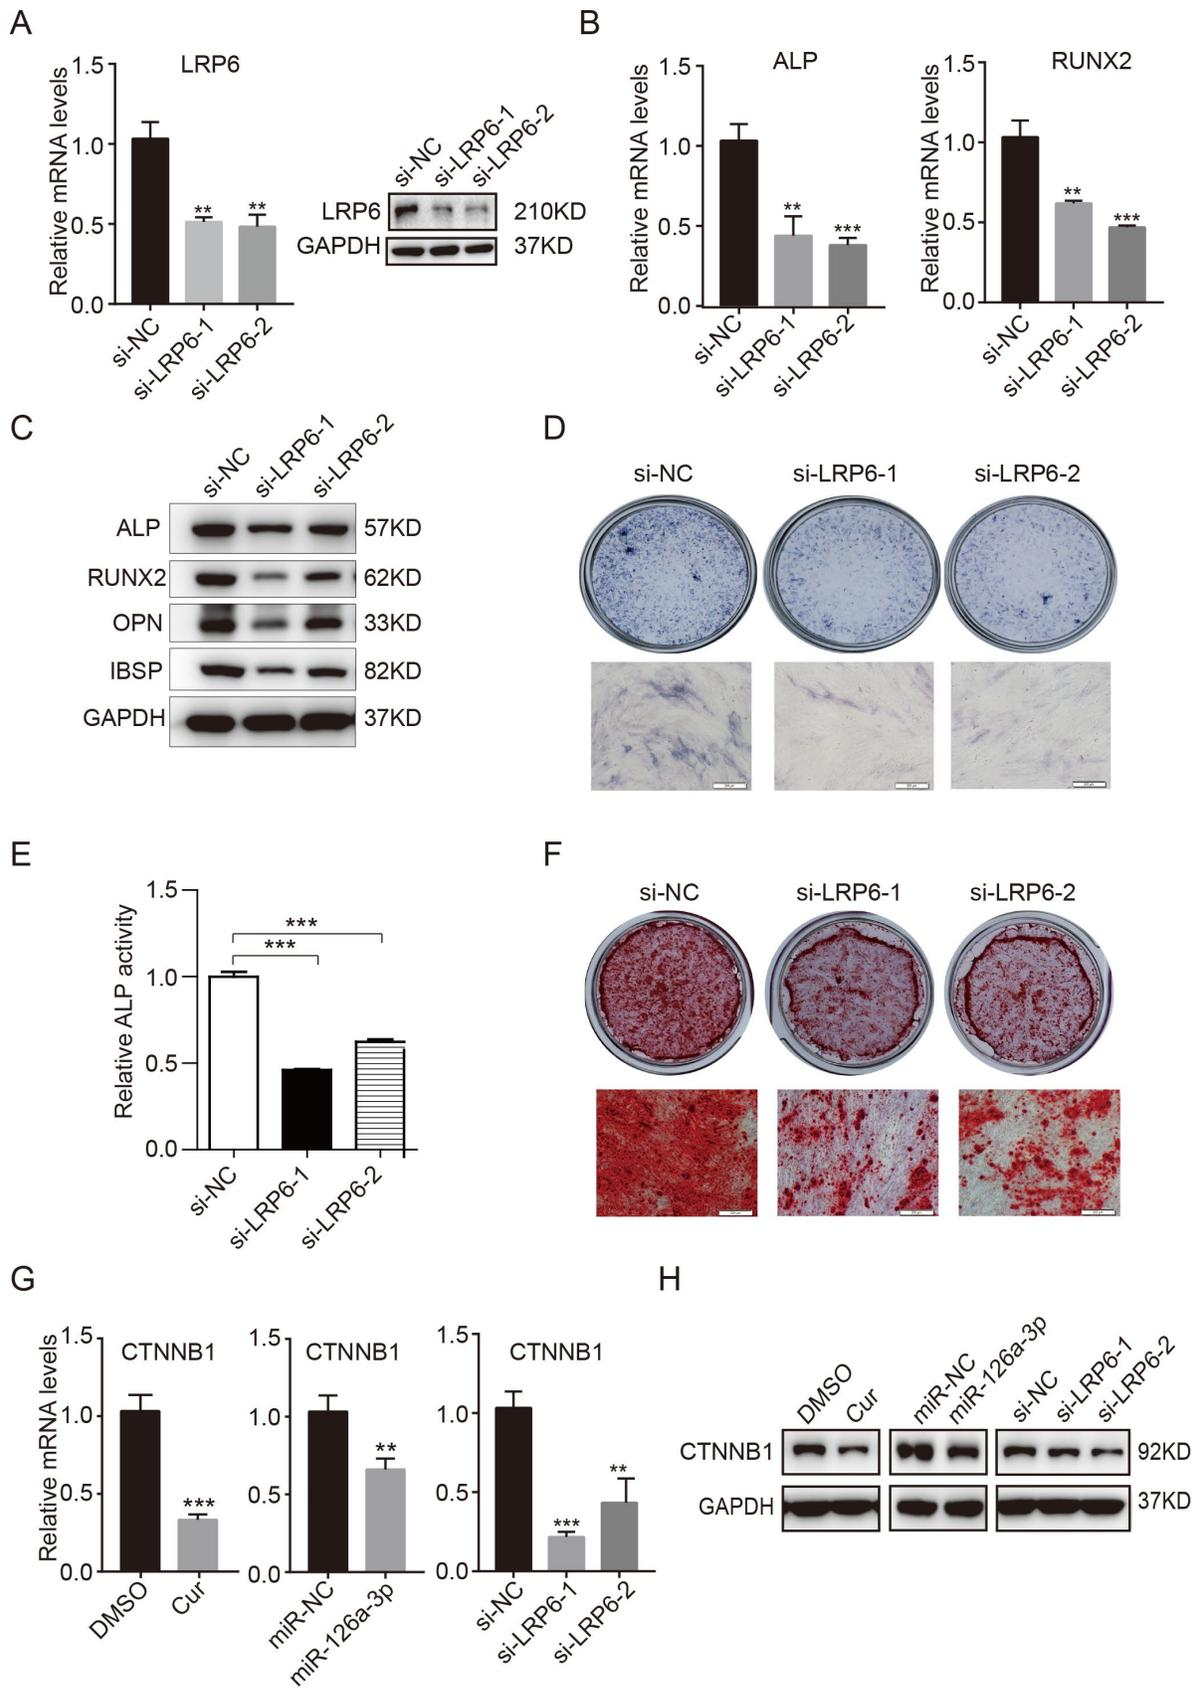 A
LRP6
Relative mRNA levels
1.5
1.0
0.5
0.0
**
**
si-NC
si-LRP6-1
si-LRP6-2
si-NC
si-LRP6-1
si-LRP6-2
LRP6
210KD
GAPDH
37KD
B
ALP
Relative mRNA levels
1.5
1.0
0.5
0.0
**
***
si-NC
si-LRP6-1
si-LRP6-2
RUNX2
Relative mRNA levels
1.5
1.0
0.5
0.0
**
***
si-NC
si-LRP6-1
si-LRP6-2
C
si-NC
si-LRP6-1
si-LRP6-2
ALP
57KD
RUNX2
62KD
OPN
33KD
IBSP
82KD
GAPDH
37KD
D
si-NC
si-LRP6-1
si-LRP6-2
E
Relative ALP activity
1.5
1.0
0.5
0.0
***
***
si-NC
si-LRP6-1
si-LRP6-2
F
si-NC
si-LRP6-1
si-LRP6-2
G
Relative mRNA levels
1.5
1.0
0.5
0.0
CTNNB1
***
DMSO
Cur
1.5
1.0
0.5
0.0
CTNNB1
**
miR-NC
miR-126a-3p
1.5
1.0
0.5
0.0
CTNNB1
***
**
si-NC
si-LRP6-1
si-LRP6-2
H
DMSO
Cur
miR-NC
miR-126a-3p
si-NC
si-LRP6-1
si-LRP6-2
CTNNB1
92KD
GAPDH
37KD